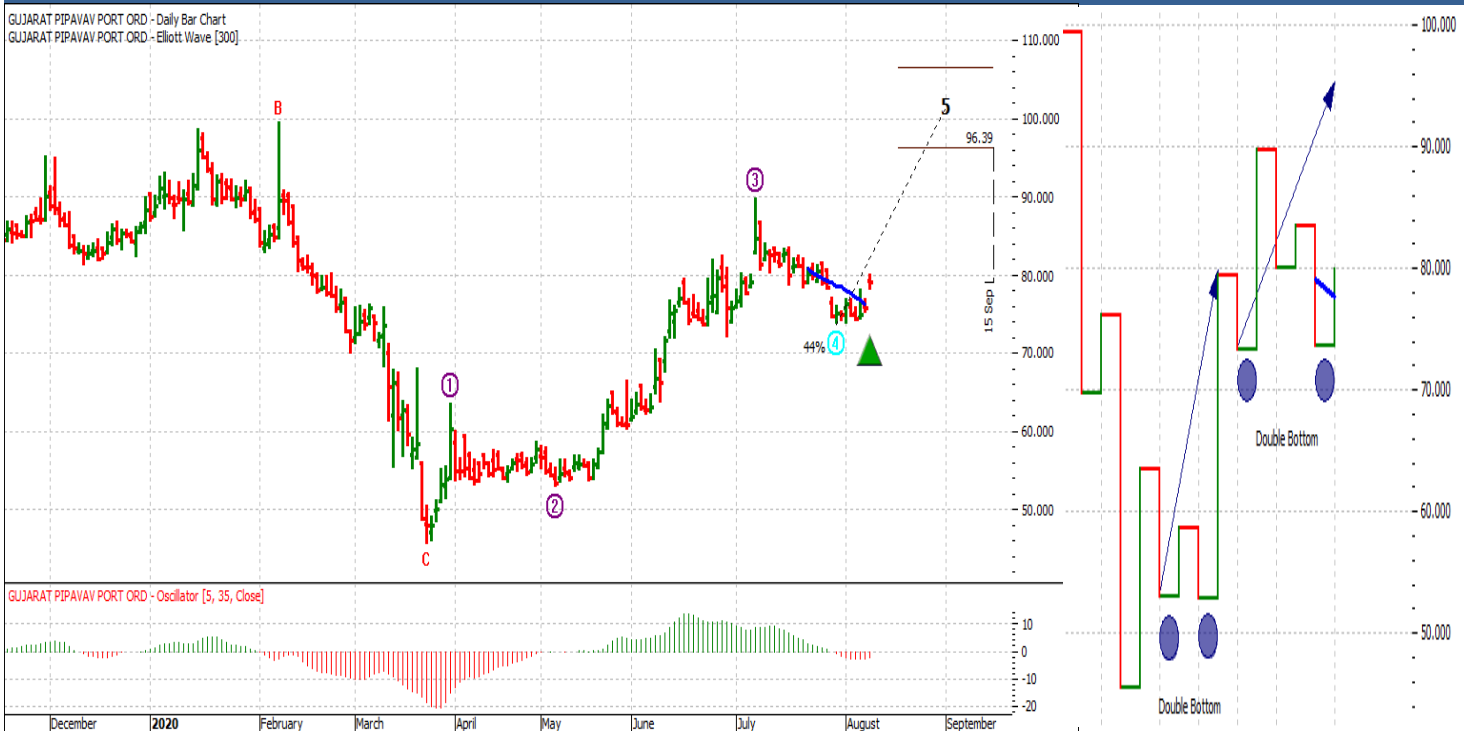 GUJARAT PIPAVAV PORT ORD - Daily Bar Chart
GUJARAT PIPAVAV PORT ORD - Elliott Wave [300]
110.000
100.000
90.000
80.000
70.000
60.000
50.000
B
C
1
2
3
44% 4
5
96.39
15 Sep L
GUJARAT PIPAVAV PORT ORD - Oscillator [5, 35, Close]
10
0
-10
-20
December 2020 February March April May June July August September
100.000
90.000
80.000
70.000
60.000
50.000
Double Bottom
Double Bottom